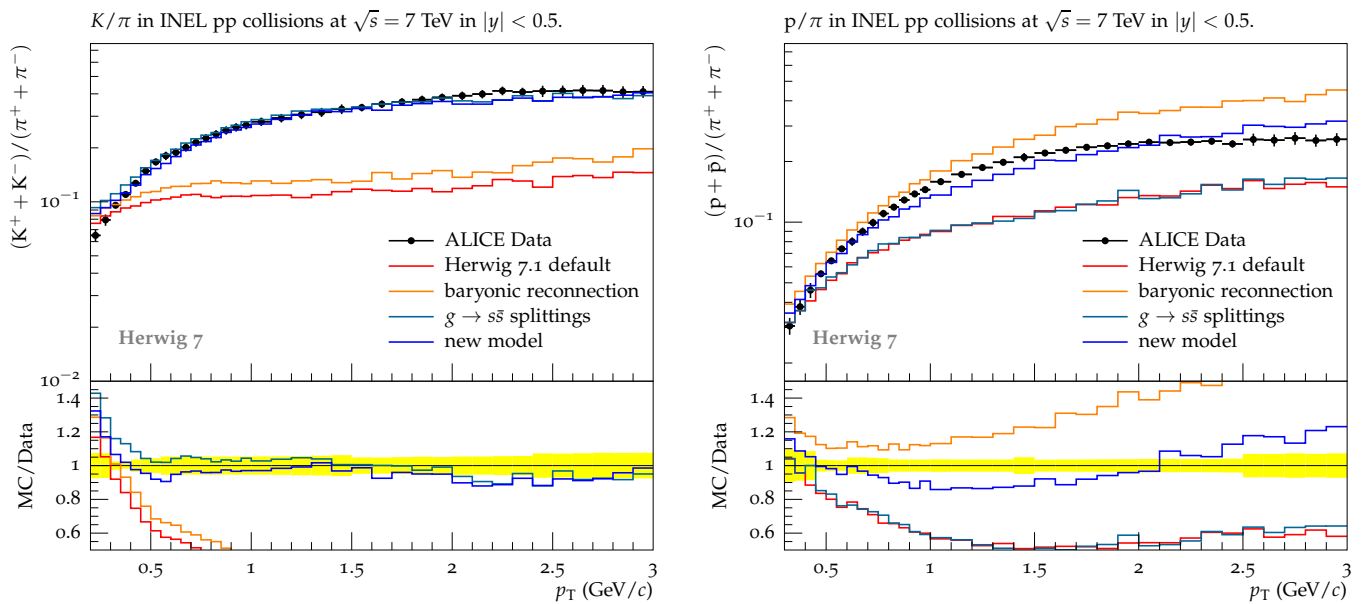 K/π in INEL pp collisions at √s = 7 TeV in |y| < 0.5.
(K⁺ + K⁻)/(π⁺ + π⁻)
10⁻¹
10⁻²
ALICE Data
Herwig 7.1 default
baryonic reconnection
g → ss̄ splittings
new model
Herwig 7
MC/Data
1.4
1.2
1
0.8
0.6
0.5 1 1.5 2 2.5 3
p_T (GeV/c)
p/π in INEL pp collisions at √s = 7 TeV in |y| < 0.5.
(p + p̄)/(π⁺ + π⁻)
10⁻¹
ALICE Data
Herwig 7.1 default
baryonic reconnection
g → ss̄ splittings
new model
Herwig 7
MC/Data
1.4
1.2
1
0.8
0.6
0.5 1 1.5 2 2.5 3
p_T (GeV/c)